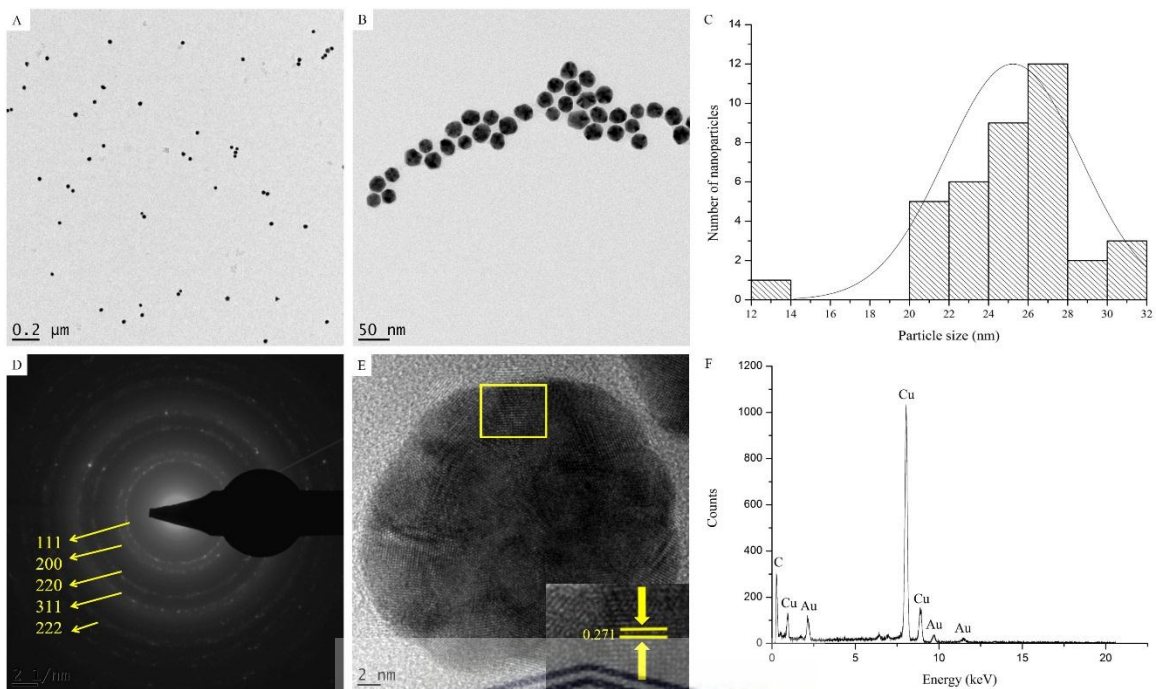 A
0.2 µm
B
50 nm
C
14
12
10
8
6
4
2
0
12 14 16 18 20 22 24 26 28 30 32
Number of nanoparticles
Particle size (nm)
D
111
200
220
311
222
2 1/nm
E
0.271
2 nm
F
1200
1000
800
600
400
200
0
0 5 10 15 20
Counts
Energy (keV)
C
Cu
Au
Cu
Cu
Au
Au